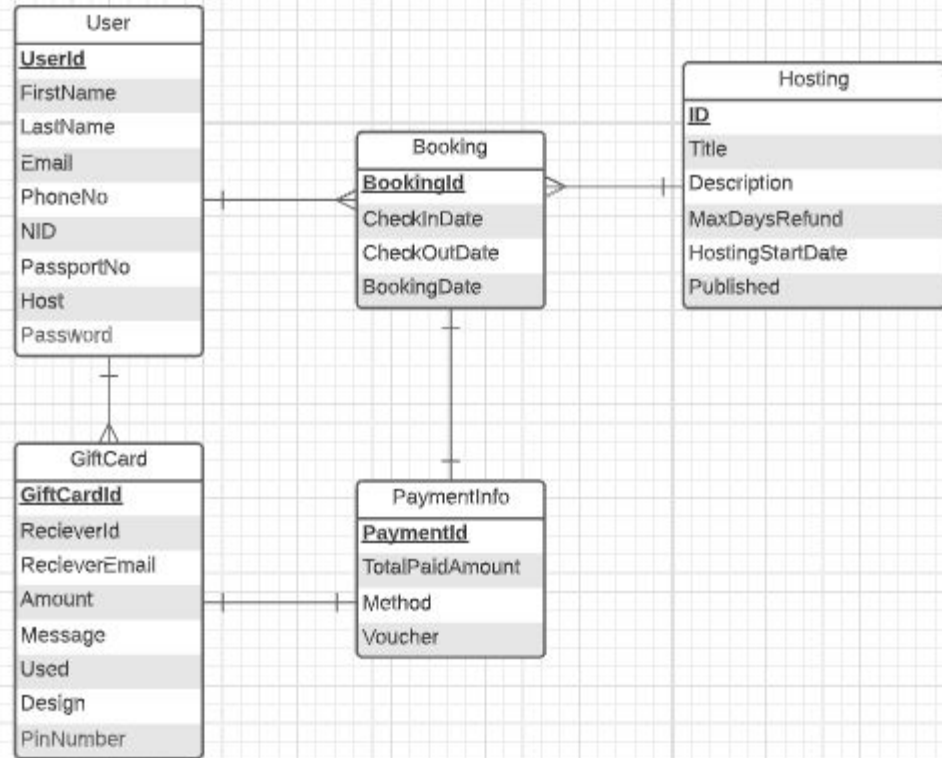 User
UserId
FirstName
LastName
Email
PhoneNo
NID
PassportNo
Host
Password
Booking
BookingId
CheckInDate
CheckOutDate
BookingDate
Hosting
ID
Title
Description
MaxDaysRefund
HostingStartDate
Published
GiftCard
GiftCardId
RecieverId
RecieverEmail
Amount
Message
Used
Design
PinNumber
PaymentInfo
PaymentId
TotalPaidAmount
Method
Voucher